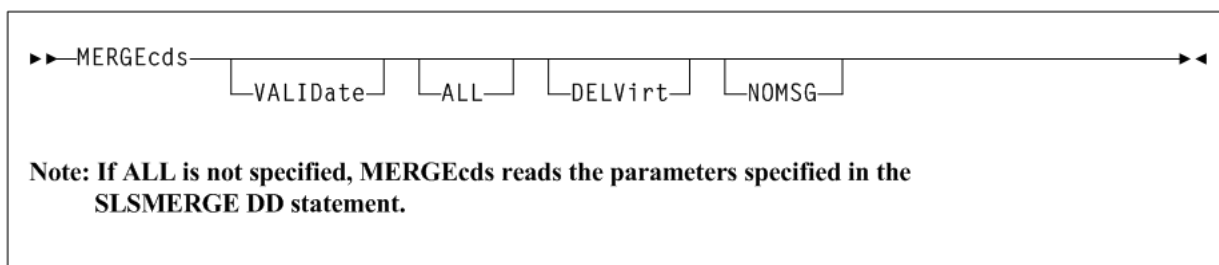 MERGEcds
VALIDate ALL DELVirt NOMSG
Note: If ALL is not specified, MERGEcds reads the parameters specified in the
SLSMERGE DD statement.